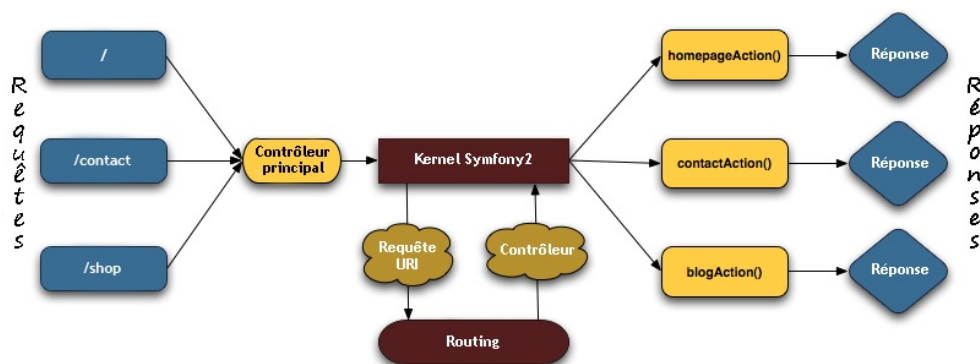 Requêtes
/
/contact
/shop
Contrôleur
principal
Kernel Symfony2
Requête
URI
Contrôleur
Routing
homepageAction()
contactAction()
blogAction()
Réponse
Réponse
Réponse
Réponses